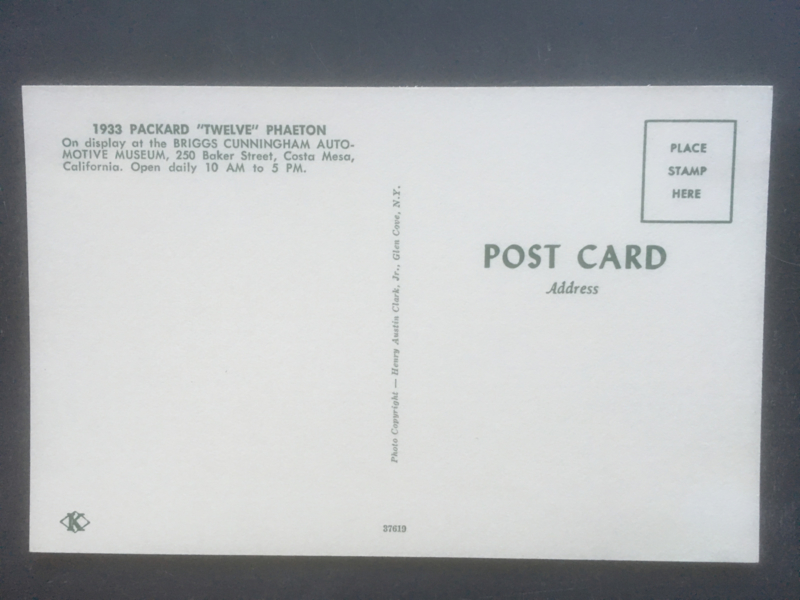 1933 PACKARD "TWELVE" PHAETON
On display at the BRIGGS CUNNINGHAM AUTO-
MOTIVE MUSEUM, 250 Baker Street, Costa Mesa,
California. Open daily 10 AM to 5 PM.
PLACE
STAMP
HERE
POST CARD
Address
Photo Copyright — Henry Austin Clark, Jr., Glen Cove, N.Y.
K
37619